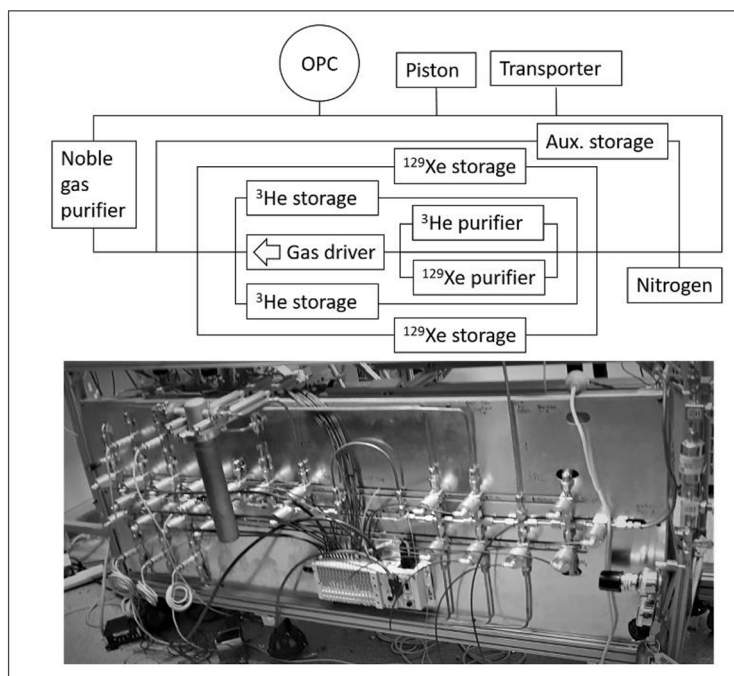 OPC
Piston
Transporter
Noble
gas
purifier
Aux. storage
¹²⁹Xe storage
³He storage
³He purifier
Gas driver
¹²⁹Xe purifier
Nitrogen
³He storage
¹²⁹Xe storage